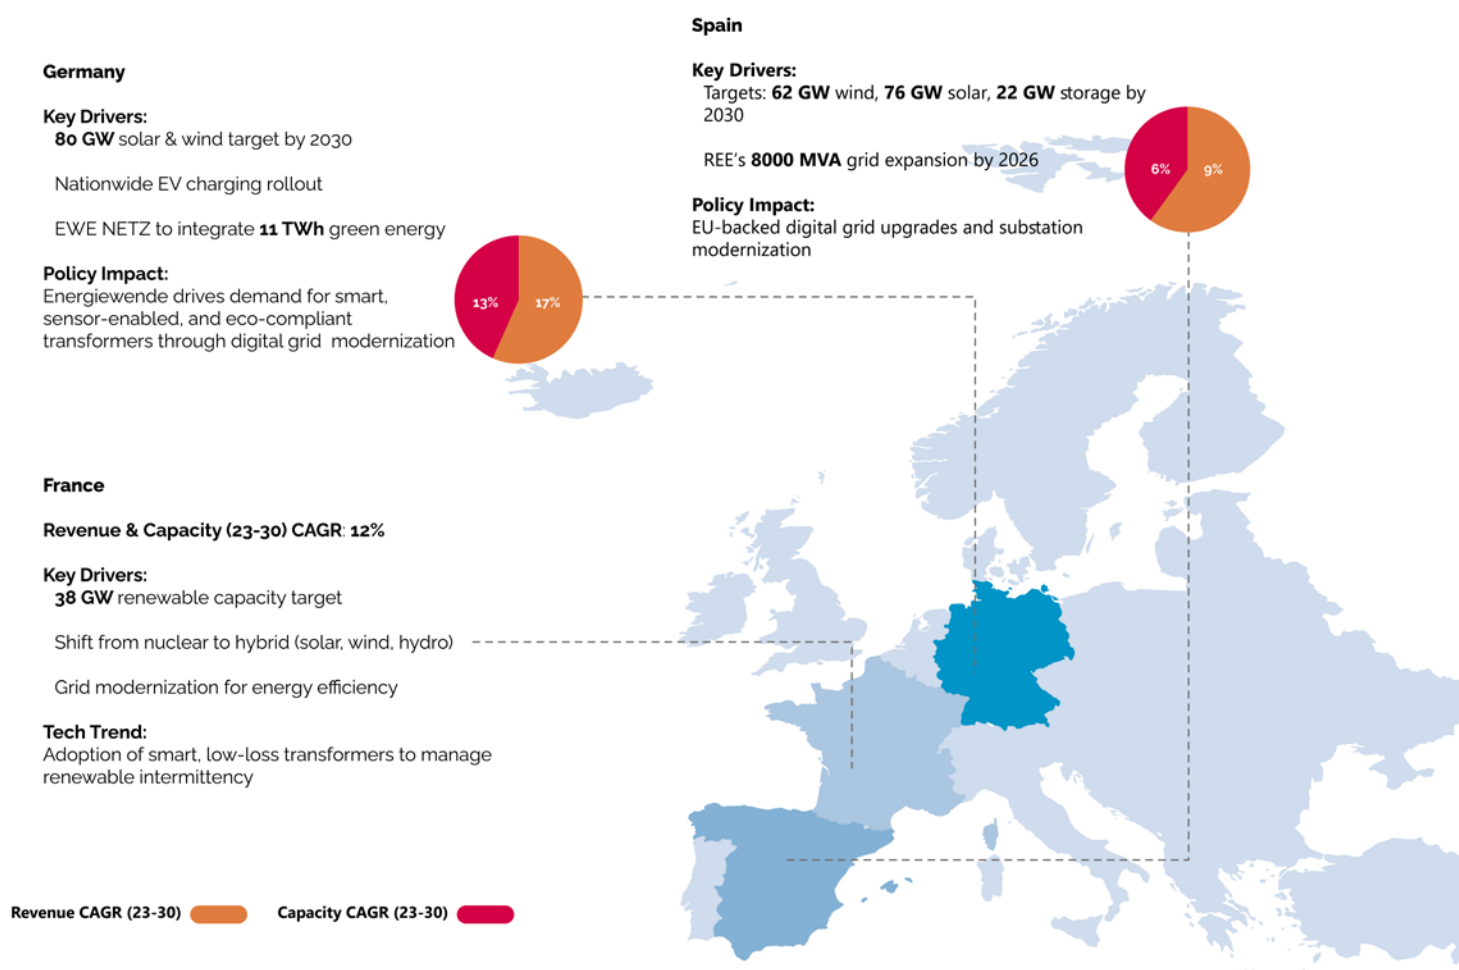 Germany
Key Drivers:
80 GW solar & wind target by 2030
Nationwide EV charging rollout
EWE NETZ to integrate 11 TWh green energy
Policy Impact:
Energiewende drives demand for smart,
sensor-enabled, and eco-compliant
transformers through digital grid modernization
13%
17%
Spain
Key Drivers:
Targets: 62 GW wind, 76 GW solar, 22 GW storage by
2030
REE's 8000 MVA grid expansion by 2026
Policy Impact:
EU-backed digital grid upgrades and substation
modernization
6%
9%
France
Revenue & Capacity (23-30) CAGR: 12%
Key Drivers:
38 GW renewable capacity target
Shift from nuclear to hybrid (solar, wind, hydro)
Grid modernization for energy efficiency
Tech Trend:
Adoption of smart, low-loss transformers to manage
renewable intermittency
Revenue CAGR (23-30)
Capacity CAGR (23-30)